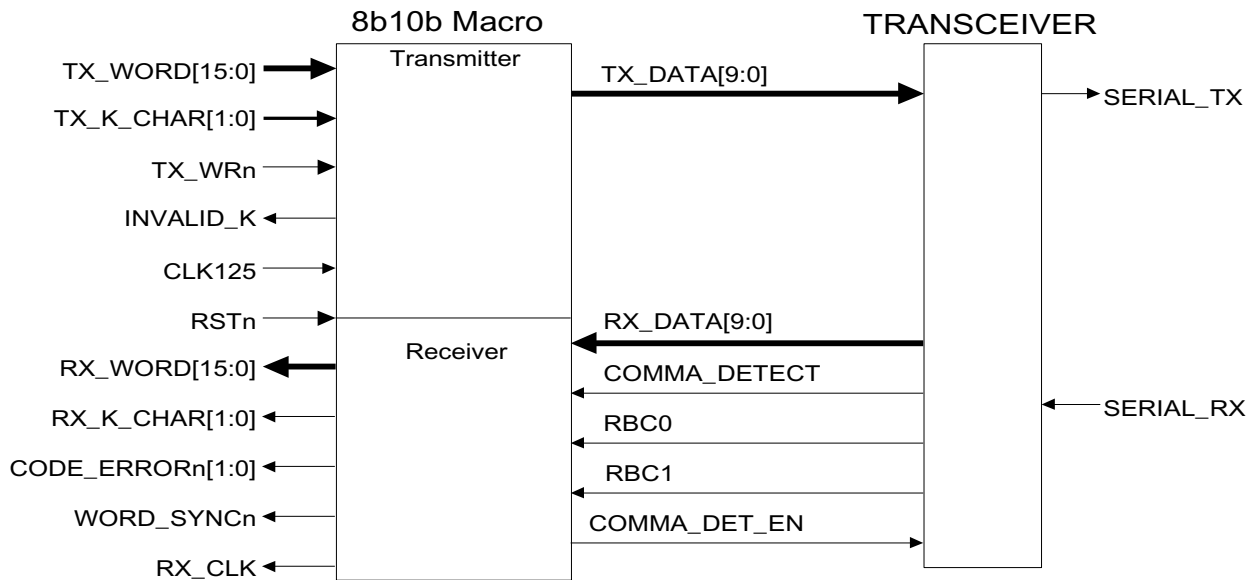 8b10b Macro
TRANSCEIVER
Transmitter
TX_WORD[15:0]
TX_K_CHAR[1:0]
TX_WRn
INVALID_K
CLK125
RSTn
RX_WORD[15:0]
RX_K_CHAR[1:0]
CODE_ERRORn[1:0]
WORD_SYNCn
RX_CLK
Receiver
TX_DATA[9:0]
RX_DATA[9:0]
COMMA_DETECT
RBC0
RBC1
COMMA_DET_EN
SERIAL_TX
SERIAL_RX